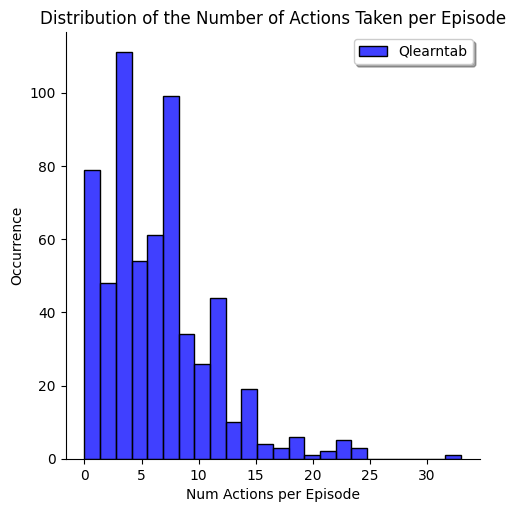 Distribution of the Number of Actions Taken per Episode
Qlearntab
Occurrence
100
80
60
40
20
0
0 5 10 15 20 25 30
Num Actions per Episode